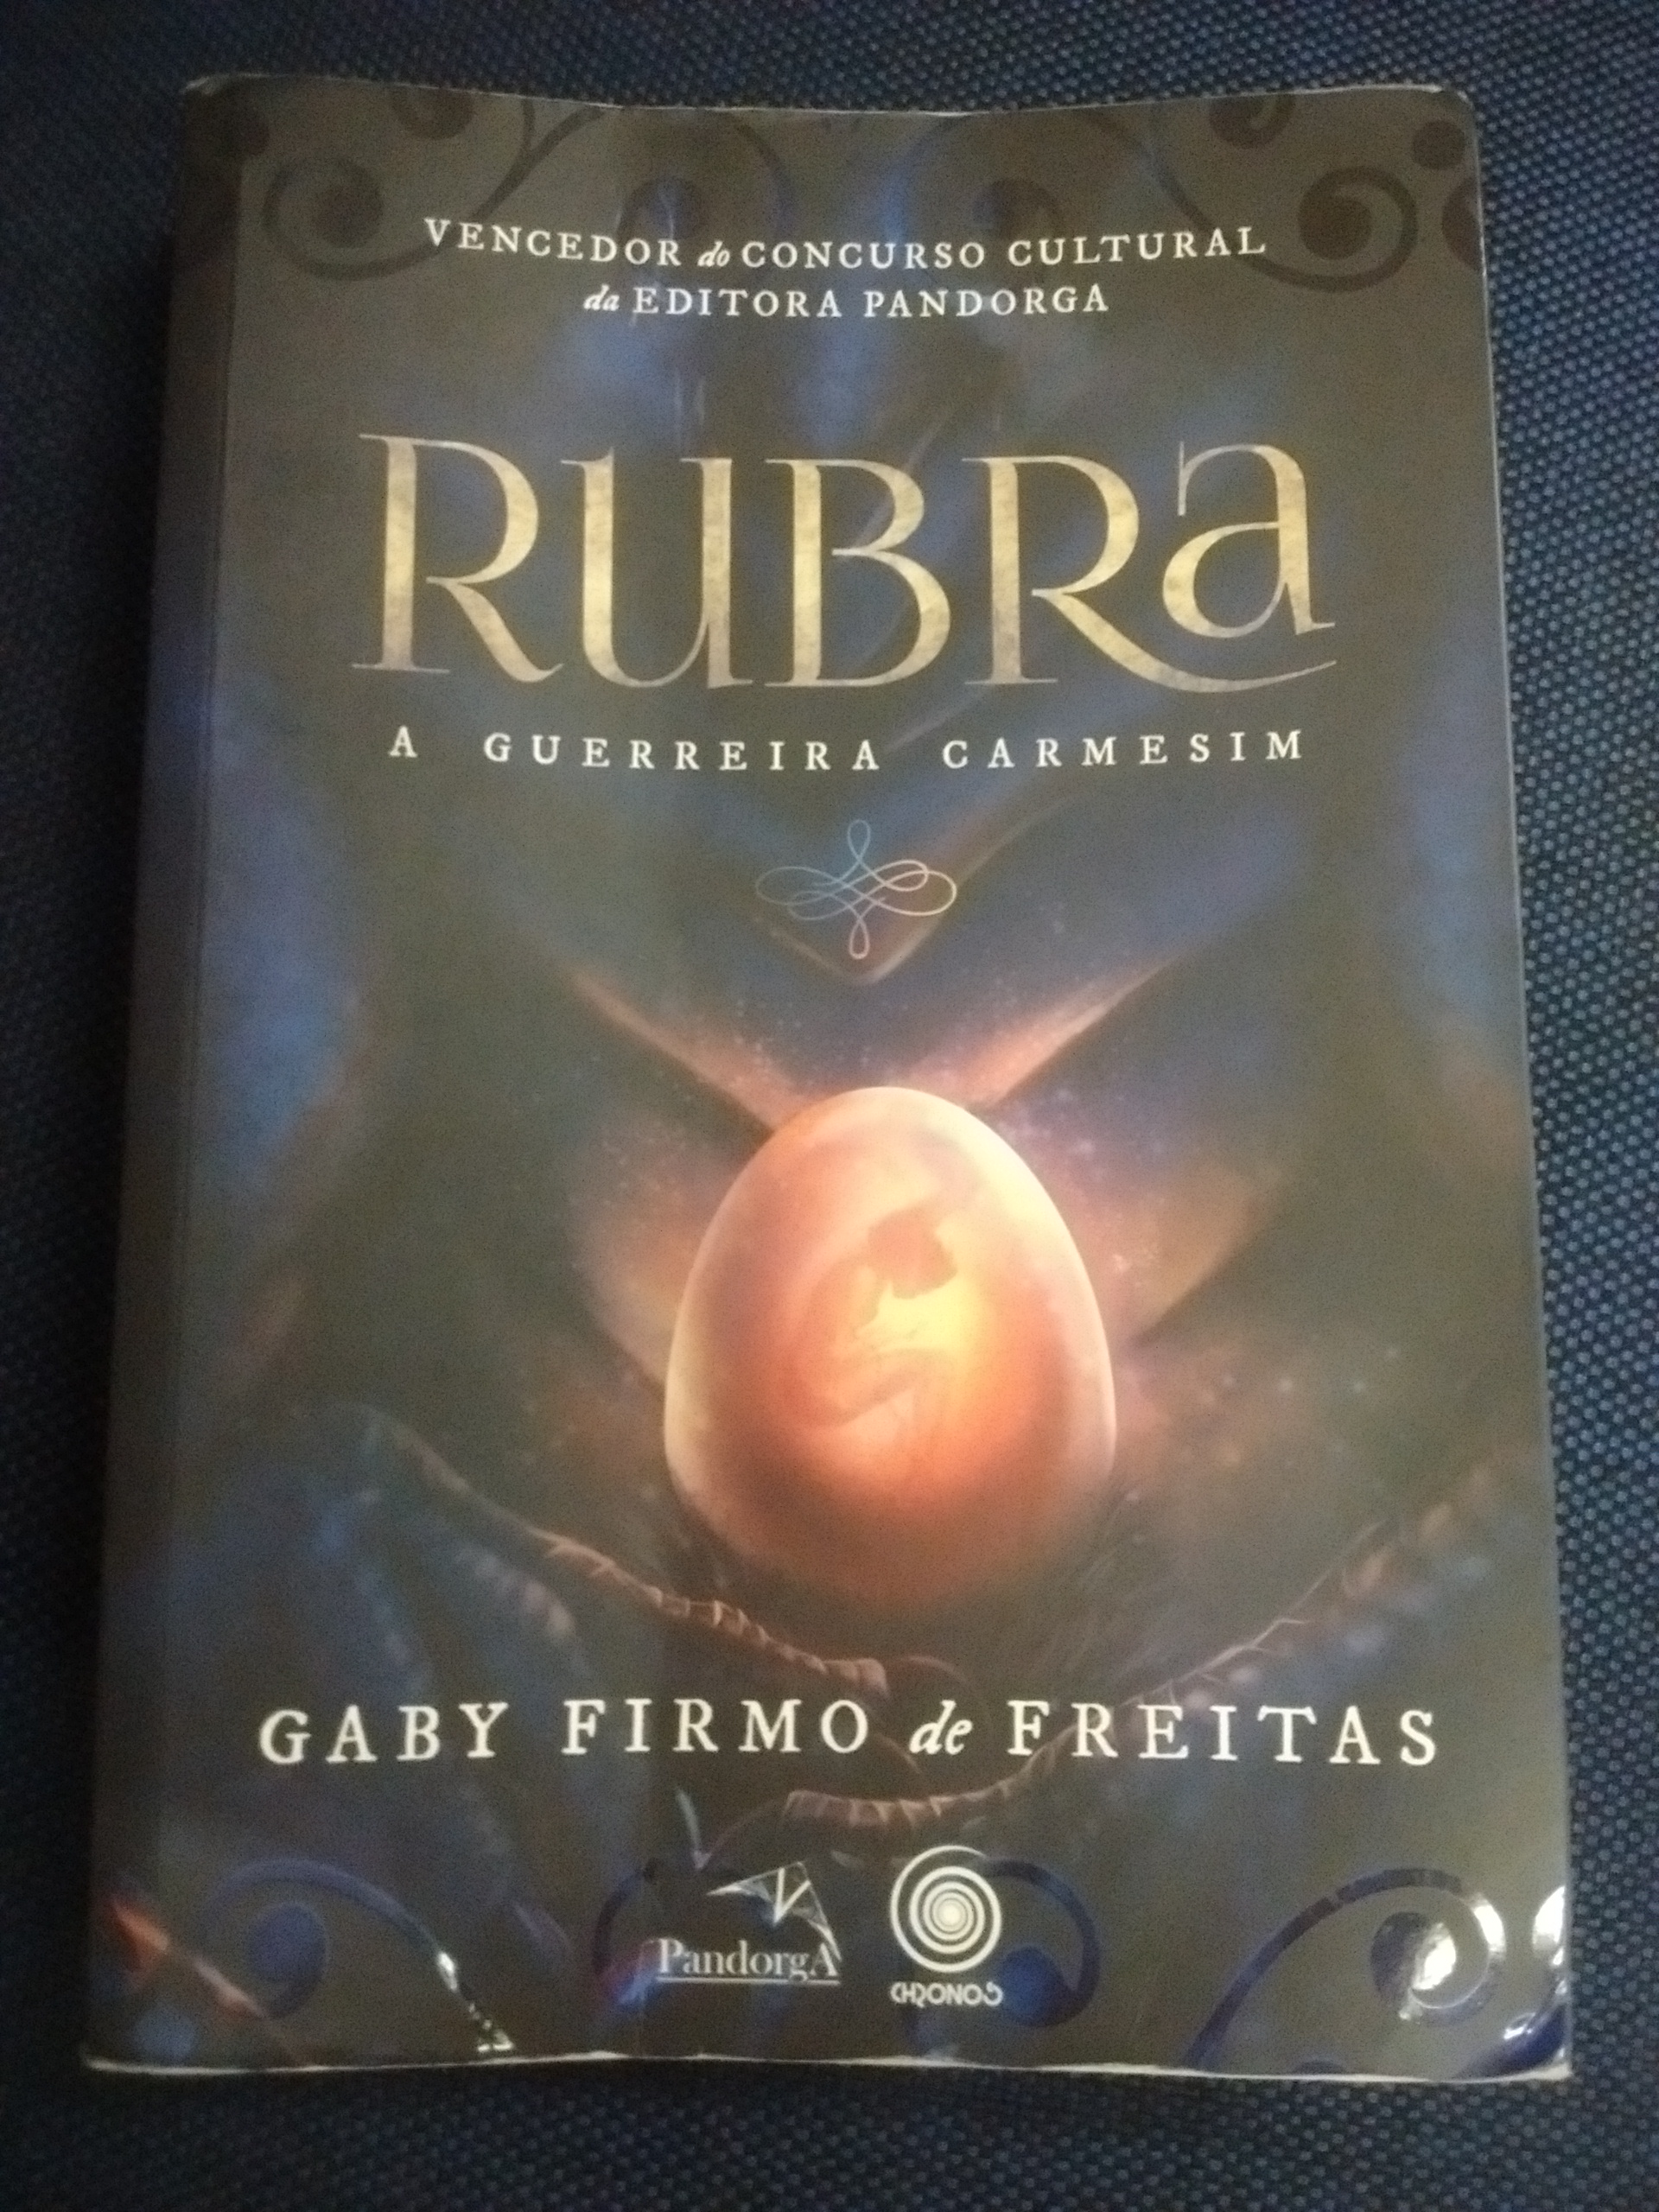 VENCEDOR do CONCURSO CULTURAL
da EDITORA PANDORGA
RUBRa
A GUERREIRA CARMESIM
GABY FIRMO de FREITAS
PandorgA
CHRONOS